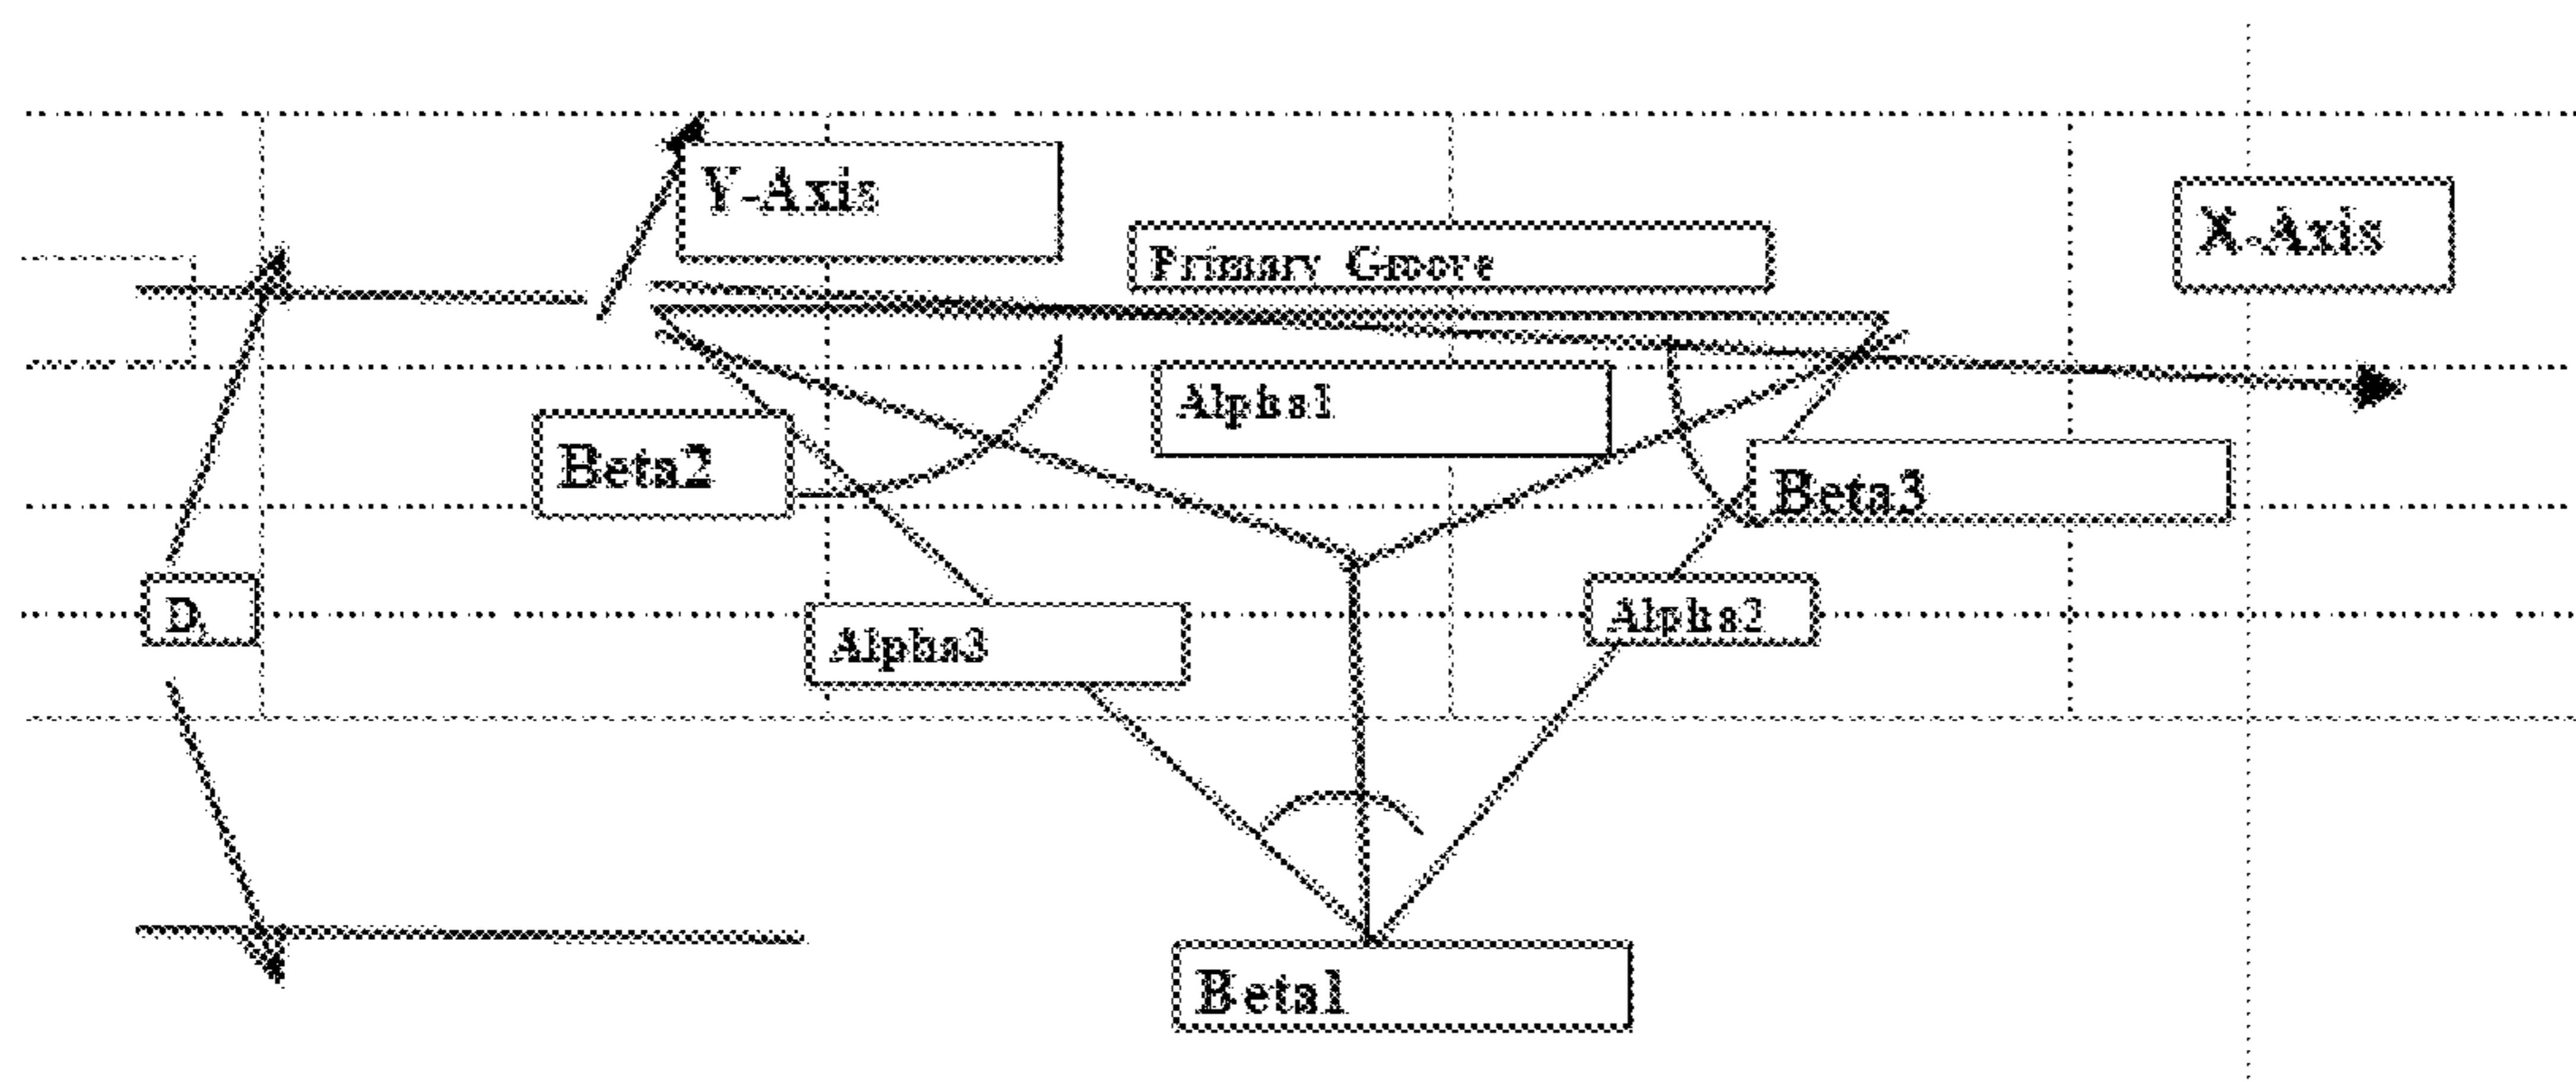 Y-Axis
X-Axis
Primary Groove
Alpha1
Beta2
Beta3
D
Alpha3
Alpha2
Beta1